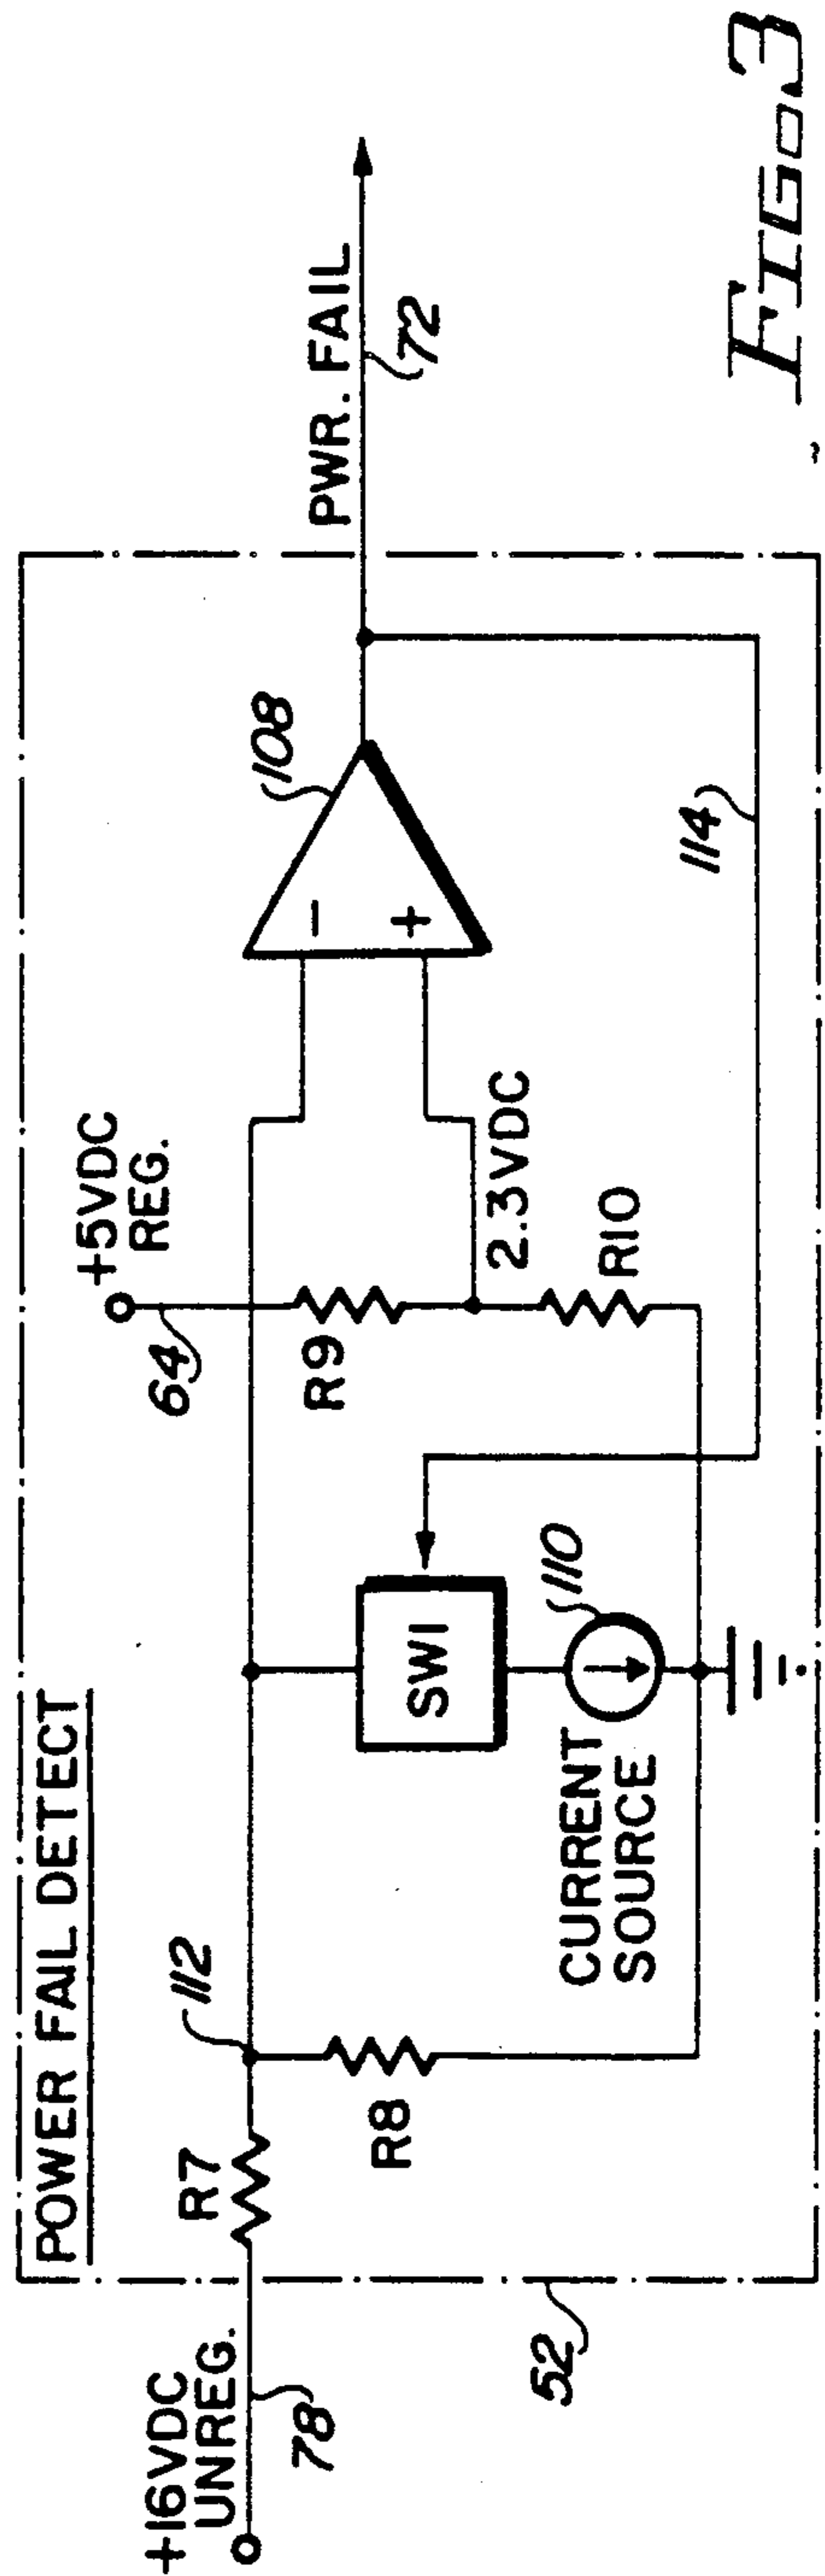 POWER FAIL DETECT
+16VDC
UNREG.
78
52
R7
112
R8
CURRENT
SOURCE
110
SW1
64
+5VDC
REG.
R9
2.3VDC
R10
-
+
108
114
PWR. FAIL
72
FIG. 3